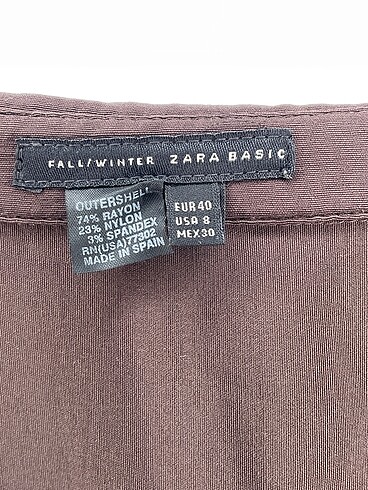 FALL/WINTER ZARA BASIC
OUTERSHELL
74% RAYON
23% NYLON
3% SPANDEX
RN(USA)77302
MADE IN SPAIN
EUR 40
USA 8
MEX 30